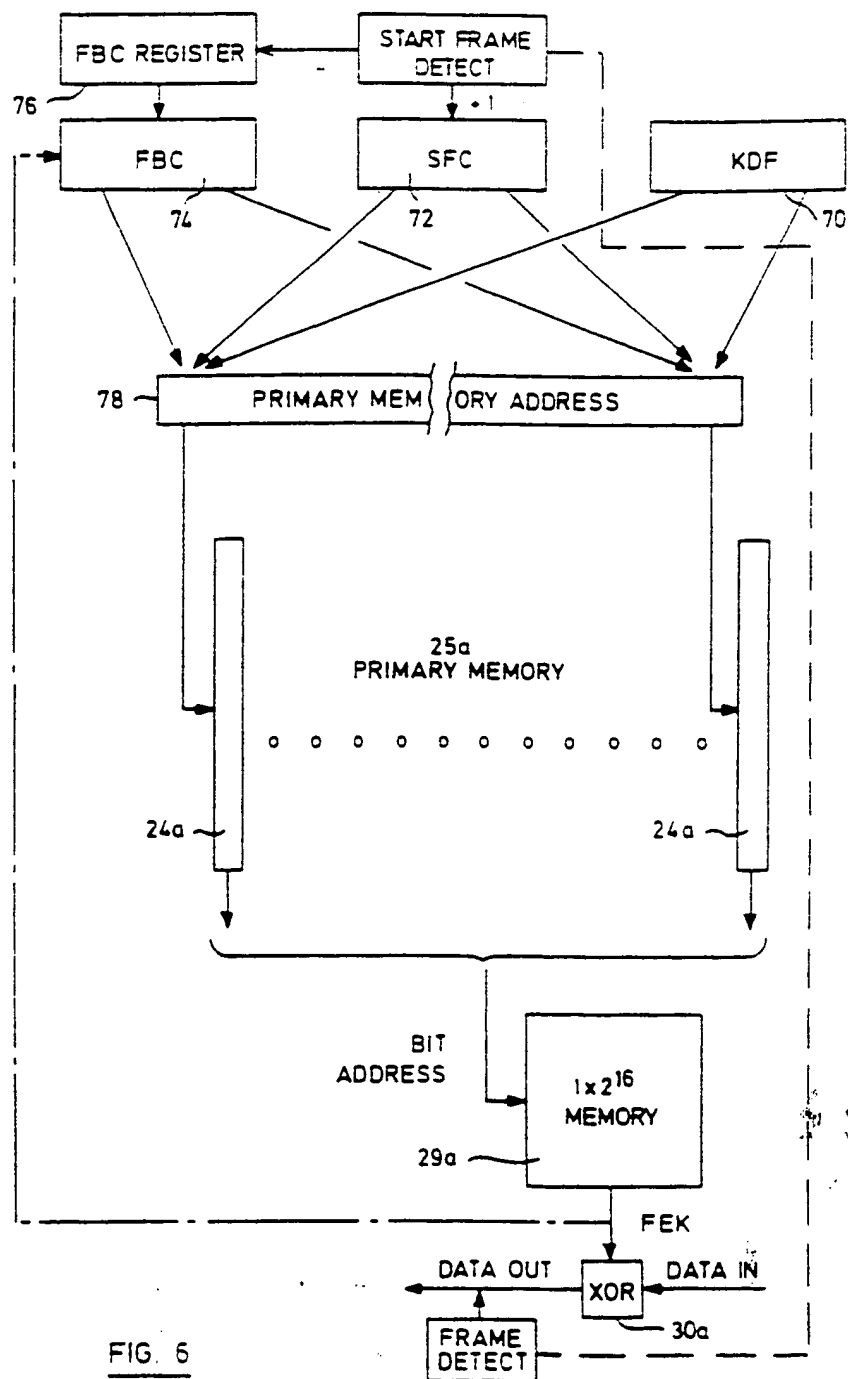 FBC REGISTER
START FRAME
DETECT
76
+ 1
FBC
SFC
KDF
74
72
70
78
PRIMARY MEM ORY ADDRESS
25a
PRIMARY MEMORY
24a
24a
BIT
ADDRESS
1 x 2^16
MEMORY
29a
FEK
DATA OUT
XOR
DATA IN
30a
FRAME
DETECT
FIG. 6